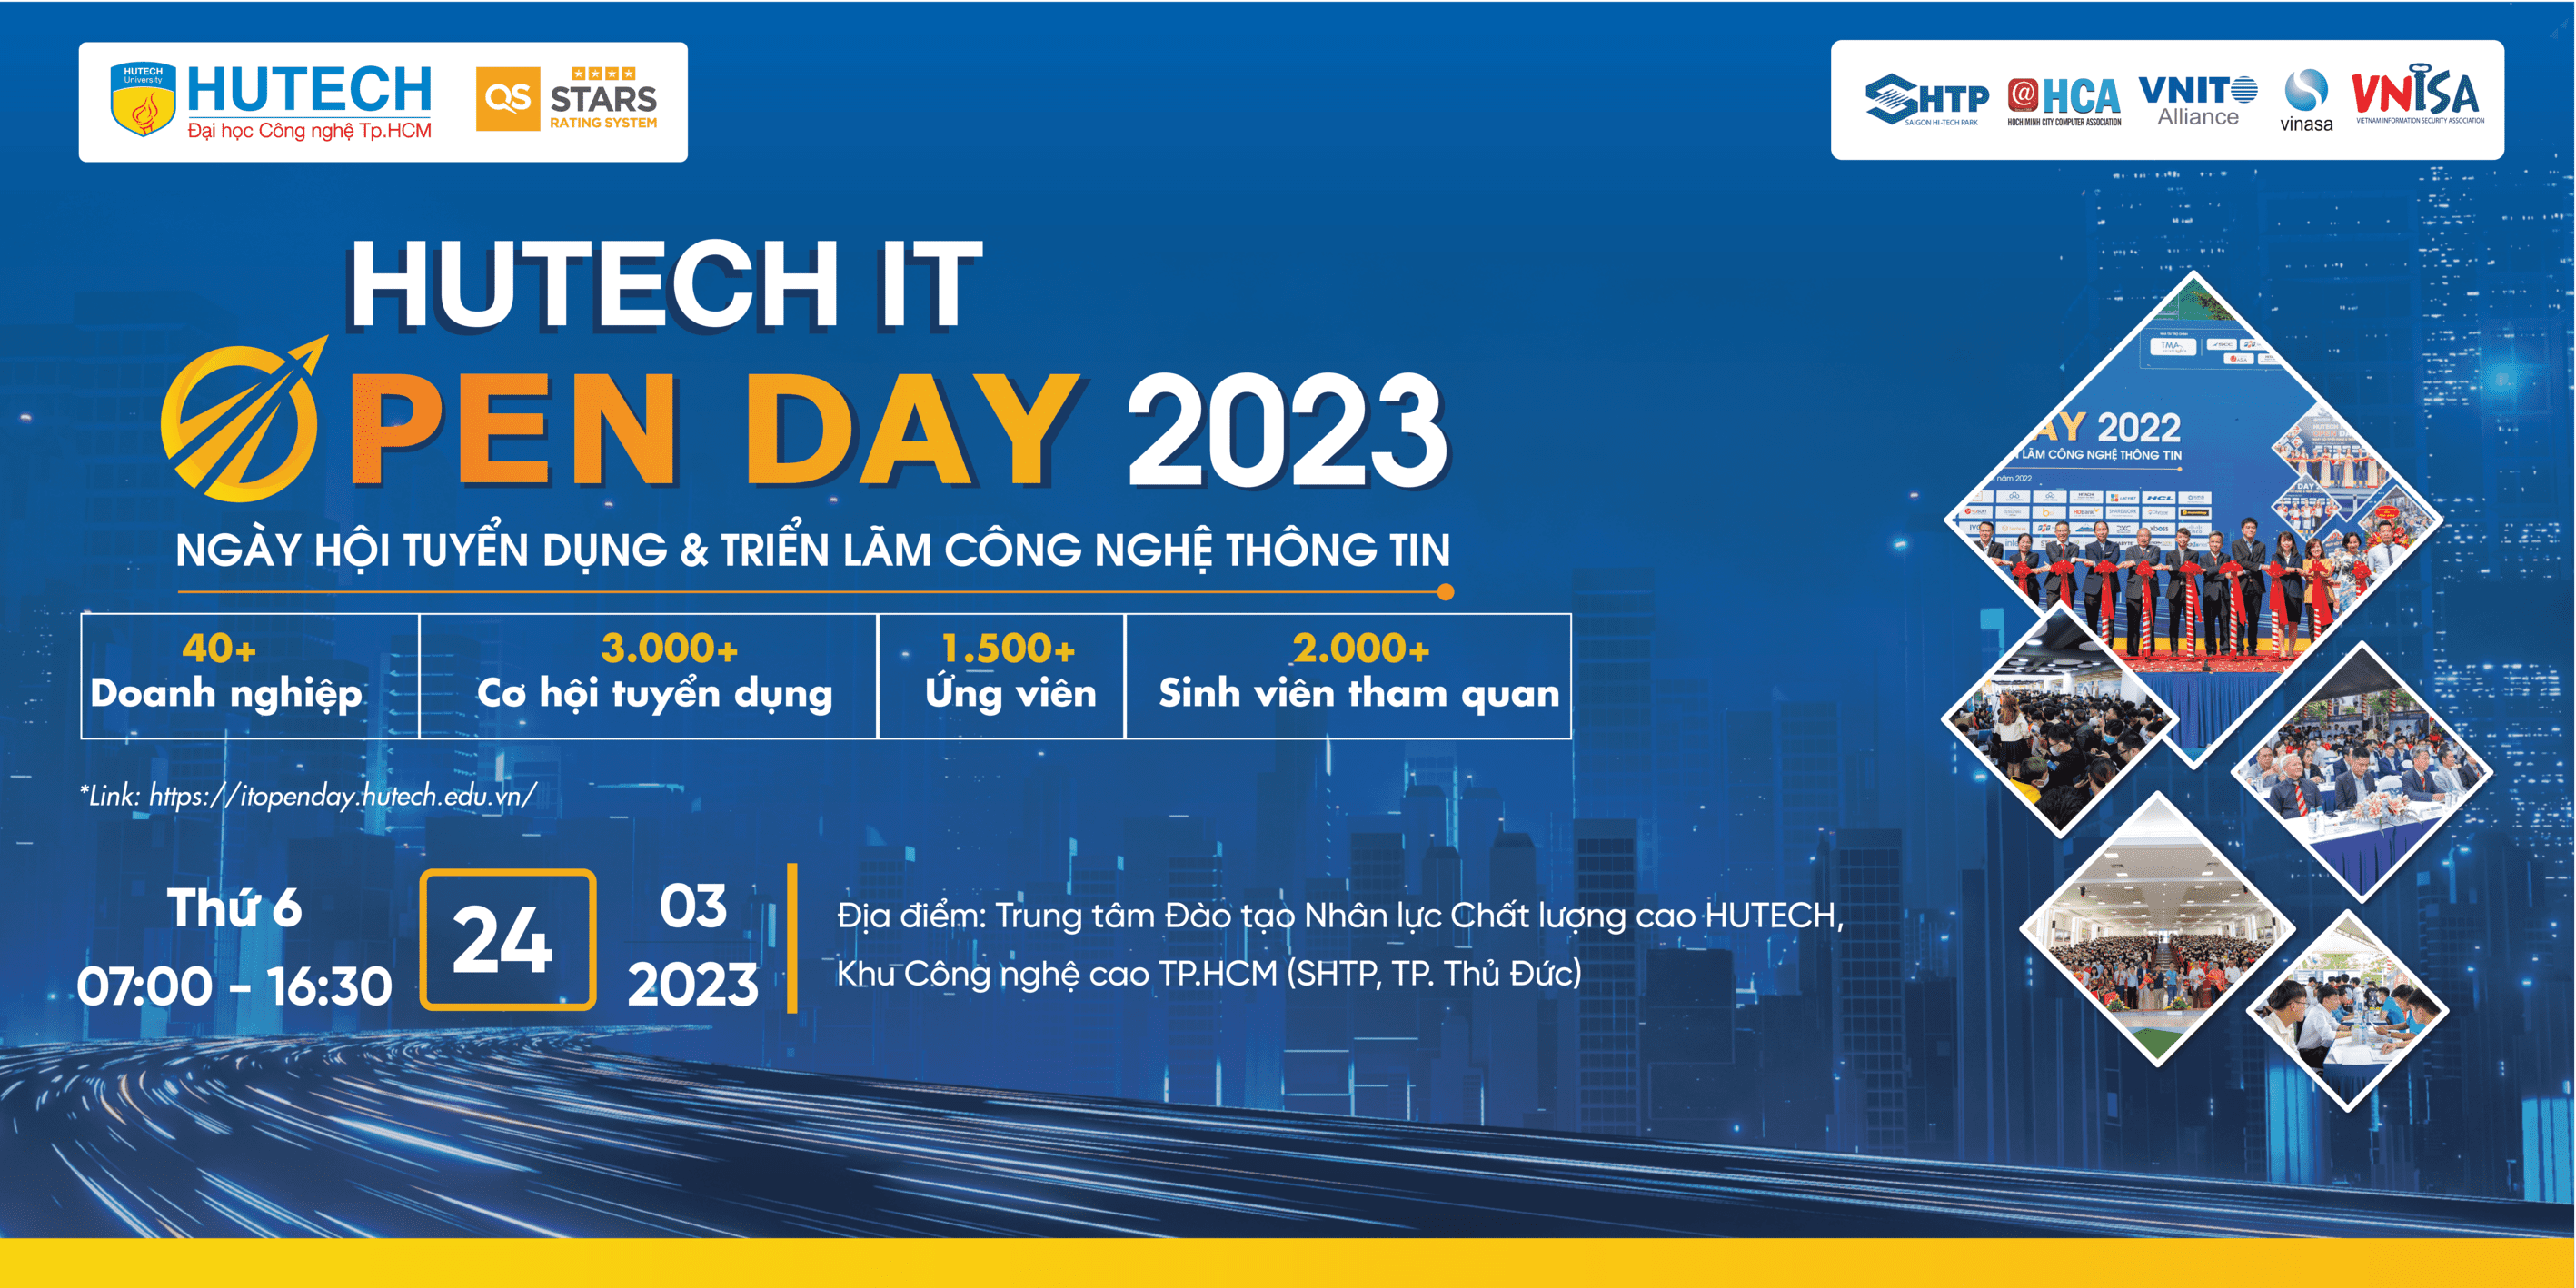 HUTECH
University
HUTECH
Đại học Công nghệ Tp.HCM
QS
STARS
RATING SYSTEM
SHTP
SAIGON HI-TECH PARK
@HCA
HOCHIMINH CITY COMPUTER ASSOCIATION
VNITO
Alliance
vinasa
VNISA
VIETNAM INFORMATION SECURITY ASSOCIATION
HUTECH IT
OPEN DAY 2023
NGÀY HỘI TUYỂN DỤNG & TRIỂN LÃM CÔNG NGHỆ THÔNG TIN
40+
Doanh nghiệp
3.000+
Cơ hội tuyển dụng
1.500+
Ứng viên
2.000+
Sinh viên tham quan
*Link: https://itopenday.hutech.edu.vn/
Thứ 6
07:00 - 16:30
24
03
2023
Địa điểm: Trung tâm Đào tạo Nhân lực Chất lượng cao HUTECH,
Khu Công nghệ cao TP.HCM (SHTP, TP. Thủ Đức)
TMA
AY 2022
LÃM CÔNG NGHỆ THÔNG TIN
năm 2022
HCL
HDBank